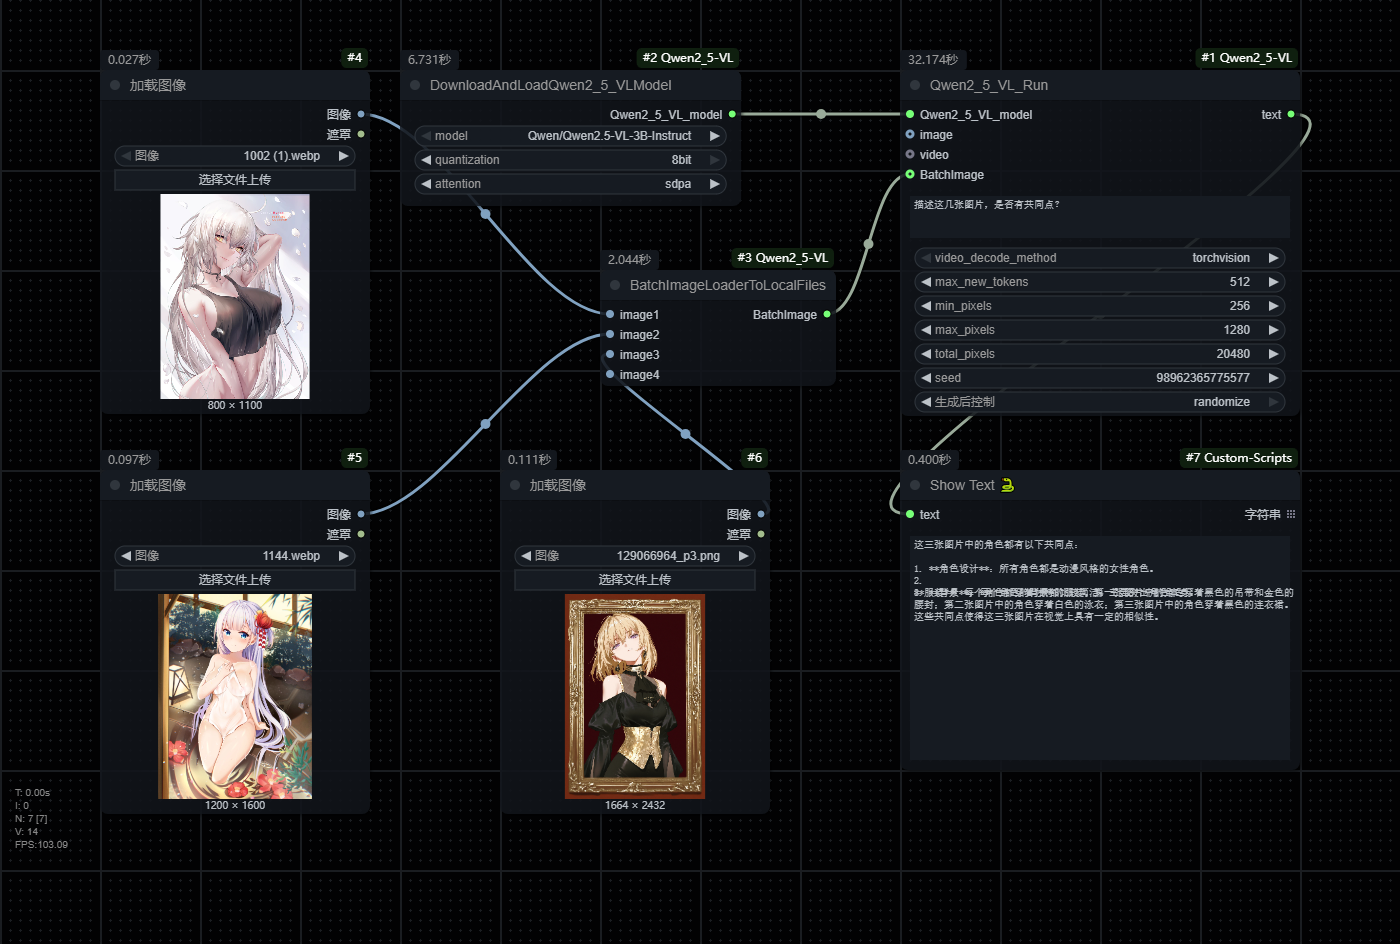 0.027秒
#4
加载图像
图像
遮罩
图像
1002 (1).webp
选择文件上传
800 × 1100
6.731秒
#2 Qwen2_5-VL
DownloadAndLoadQwen2_5_VLModel
Qwen2_5_VL_model
model
Qwen/Qwen2.5-VL-3B-Instruct
quantization
8bit
attention
sdpa
2.044秒
#3 Qwen2_5-VL
BatchImageLoaderToLocalFiles
image1
BatchImage
image2
image3
image4
32.174秒
#1 Qwen2_5-VL
Qwen2_5_VL_Run
Qwen2_5_VL_model
text
image
video
BatchImage
描述这几张图片，是否有共同点?
video_decode_method
torchvision
max_new_tokens
512
min_pixels
256
max_pixels
1280
total_pixels
20480
seed
98962365775577
生成后控制
randomize
0.097秒
#5
加载图像
图像
遮罩
图像
1144.webp
选择文件上传
1200 × 1600
0.111秒
#6
加载图像
图像
遮罩
图像
129066964_p3.png
选择文件上传
1664 × 2432
0.400秒
#7 Custom-Scripts
Show Text
text
字符串
这三张图片中的角色都有以下共同点：
1. **角色设计**：所有角色都是动漫风格的女性角色。
2.
穿着黑色的吊带和金色的
腰封；第二张图片中的角色穿着白色的泳衣；第三张图片中的角色穿着黑色的连衣裙。
这些共同点使得这三张图片在视觉上具有一定的相似性。
T: 0.00s
I: 0
N: 7 [7]
V: 14
FPS:103.09